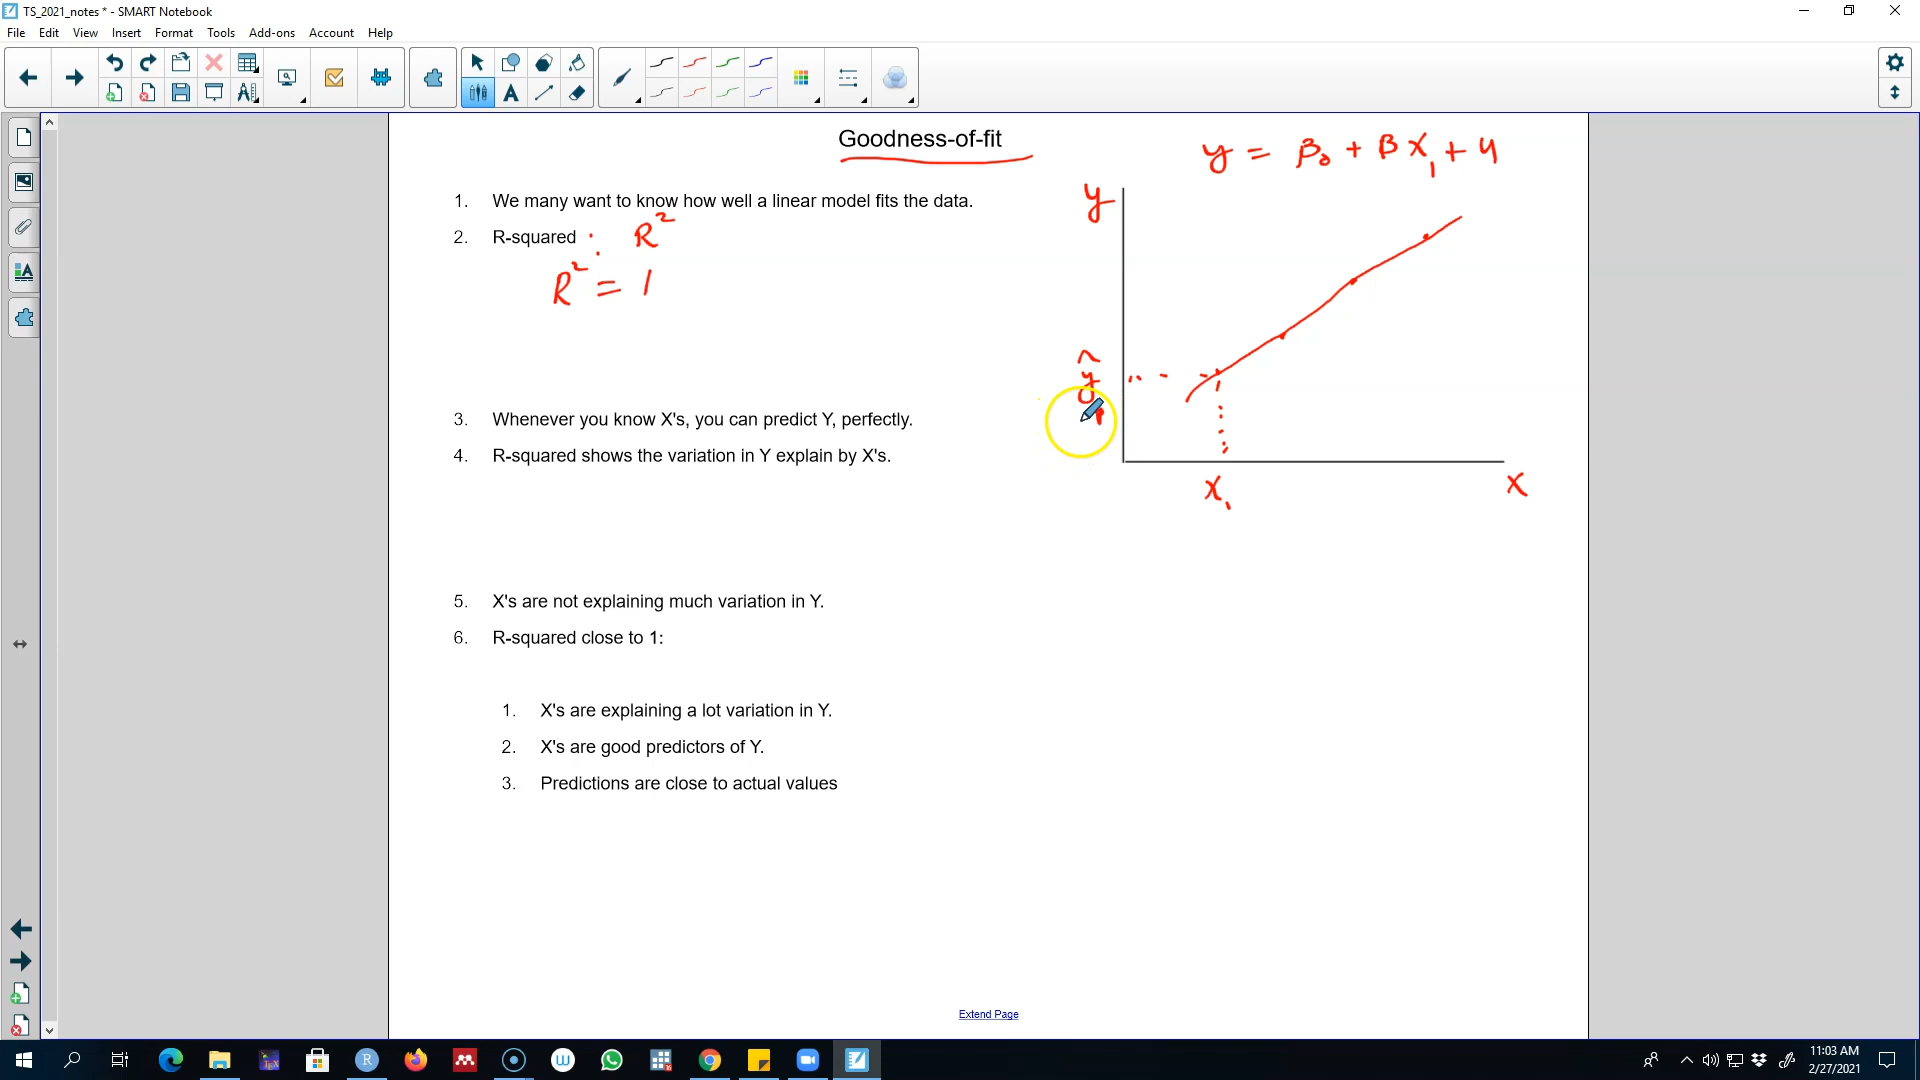 TS_2021_notes * - SMART Notebook
File Edit View Insert Format Tools Add-ons Account Help
Goodness-of-fit
y = β₀ + β X₁ + u
1. We many want to know how well a linear model fits the data.
y
2. R-squared : R²
R² = 1
ŷ
3. Whenever you know X's, you can predict Y, perfectly.
4. R-squared shows the variation in Y explain by X's.
X₁
X
5. X's are not explaining much variation in Y.
6. R-squared close to 1:
1. X's are explaining a lot variation in Y.
2. X's are good predictors of Y.
3. Predictions are close to actual values
Extend Page
11:03 AM
2/27/2021